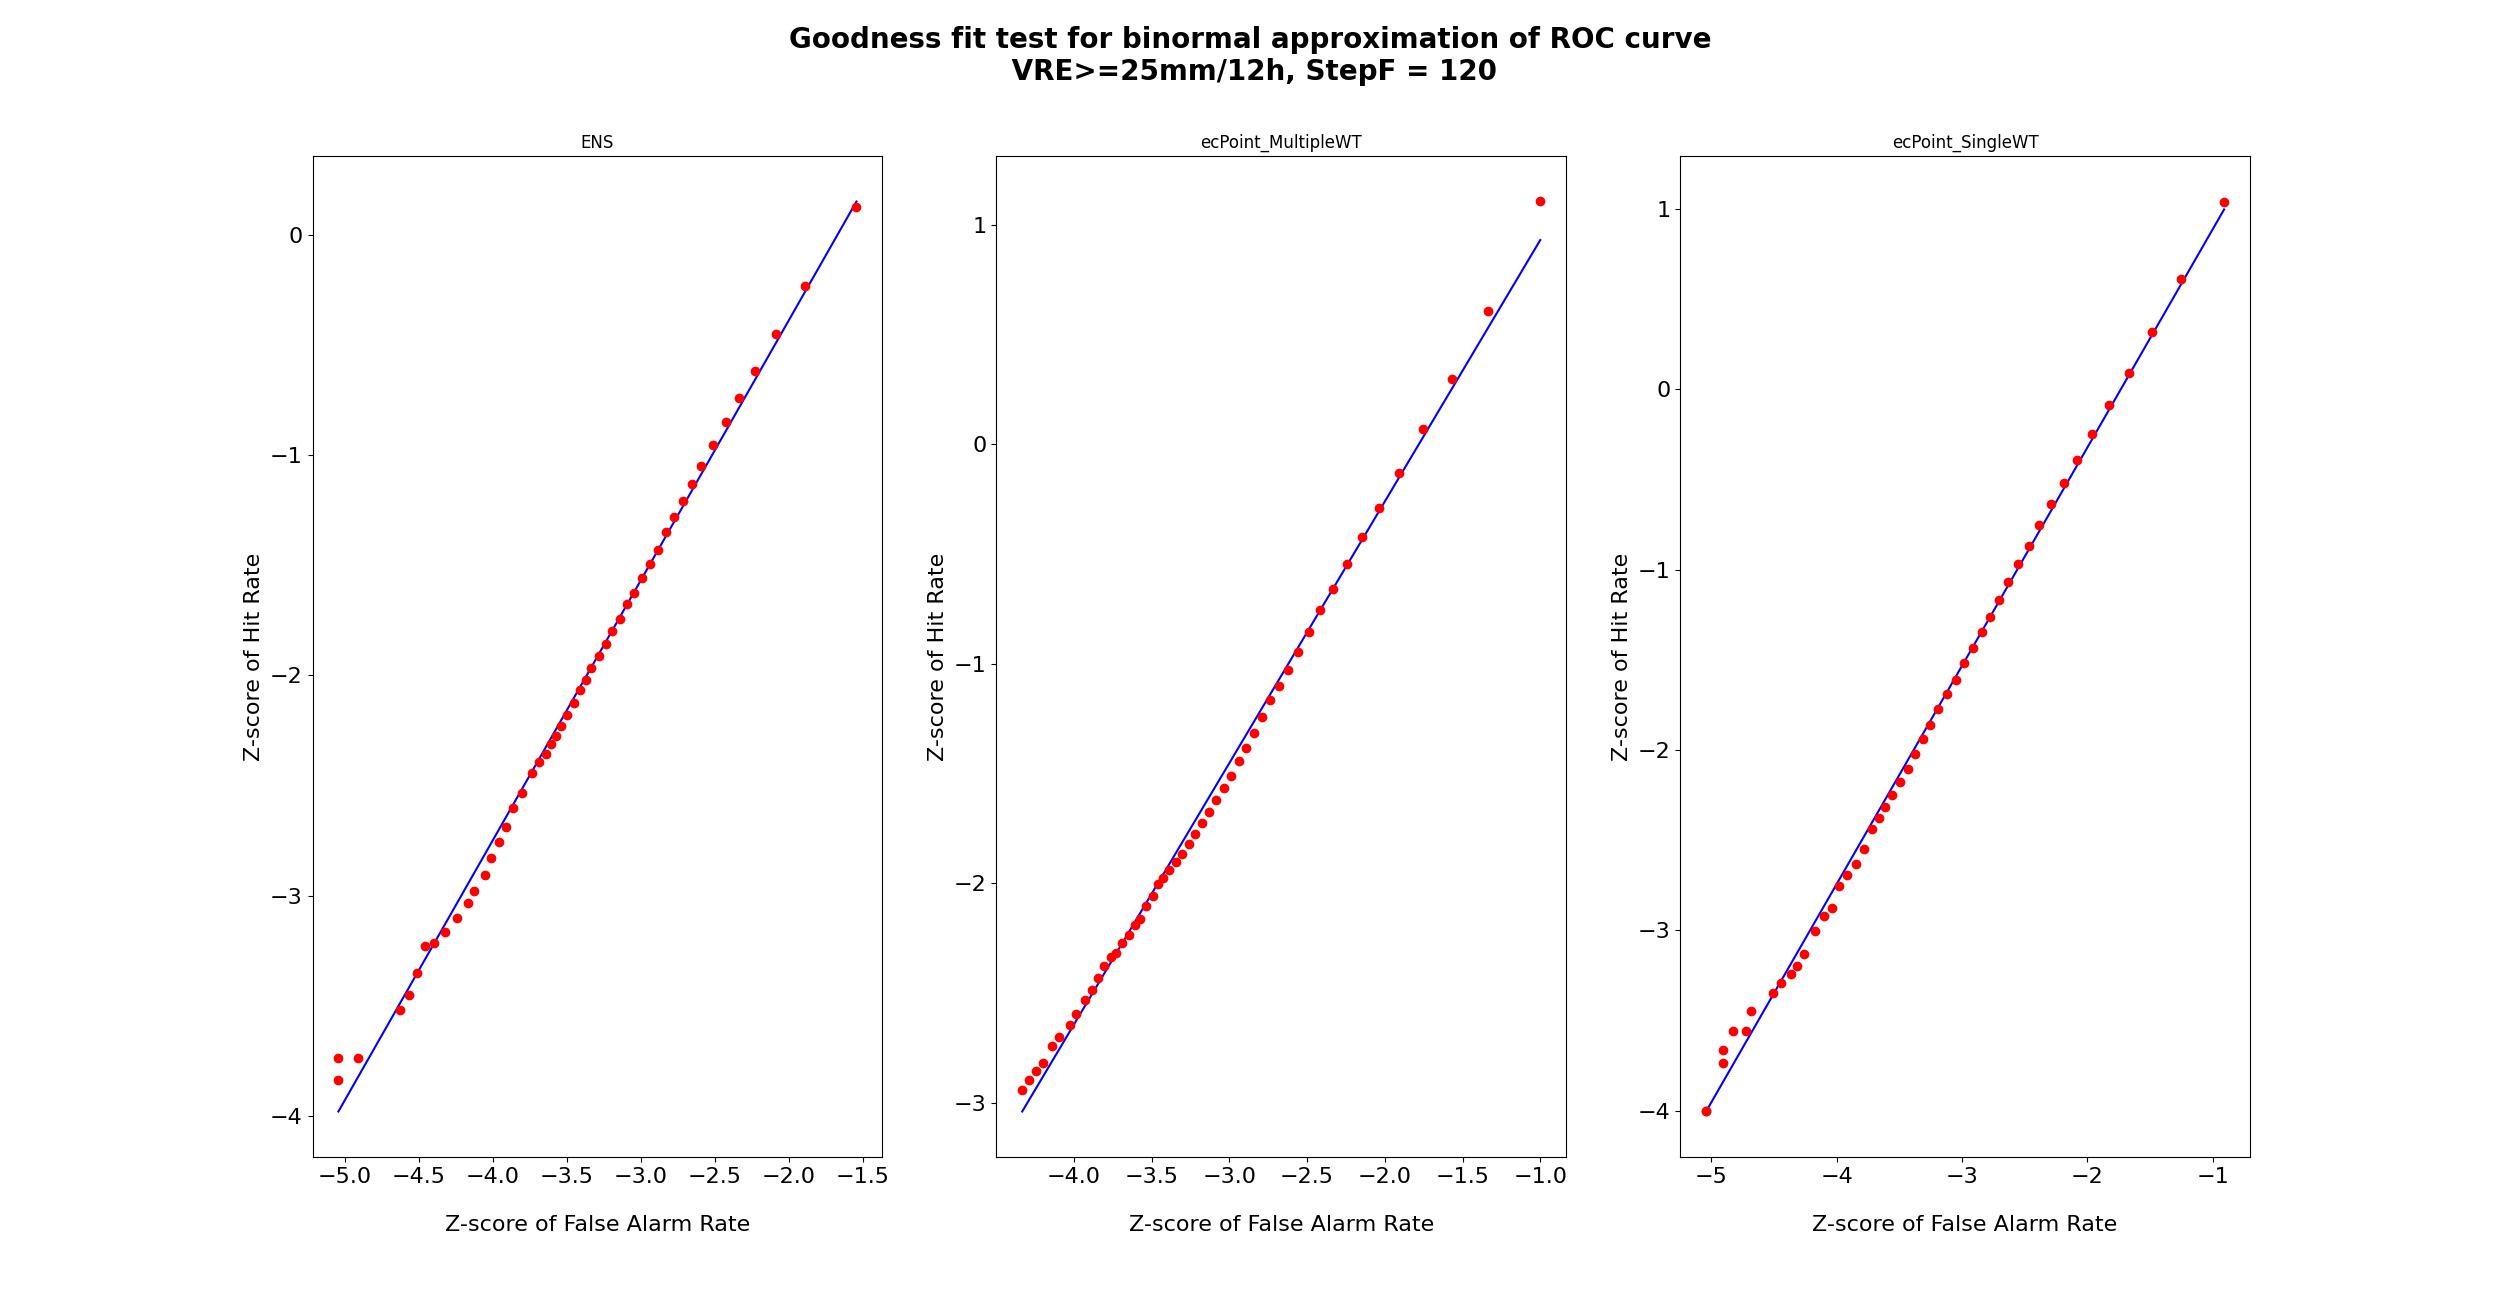 Goodness fit test for binormal approximation of ROC curve
VRE>=25mm/12h, StepF = 120
ENS
ecPoint_MultipleWT
ecPoint_SingleWT
0
−1
−2
−3
−4
Z-score of Hit Rate
−5.0 −4.5 −4.0 −3.5 −3.0 −2.5 −2.0 −1.5
Z-score of False Alarm Rate
1
0
−1
−2
−3
Z-score of Hit Rate
−4.0 −3.5 −3.0 −2.5 −2.0 −1.5 −1.0
Z-score of False Alarm Rate
1
0
−1
−2
−3
−4
Z-score of Hit Rate
−5 −4 −3 −2 −1
Z-score of False Alarm Rate